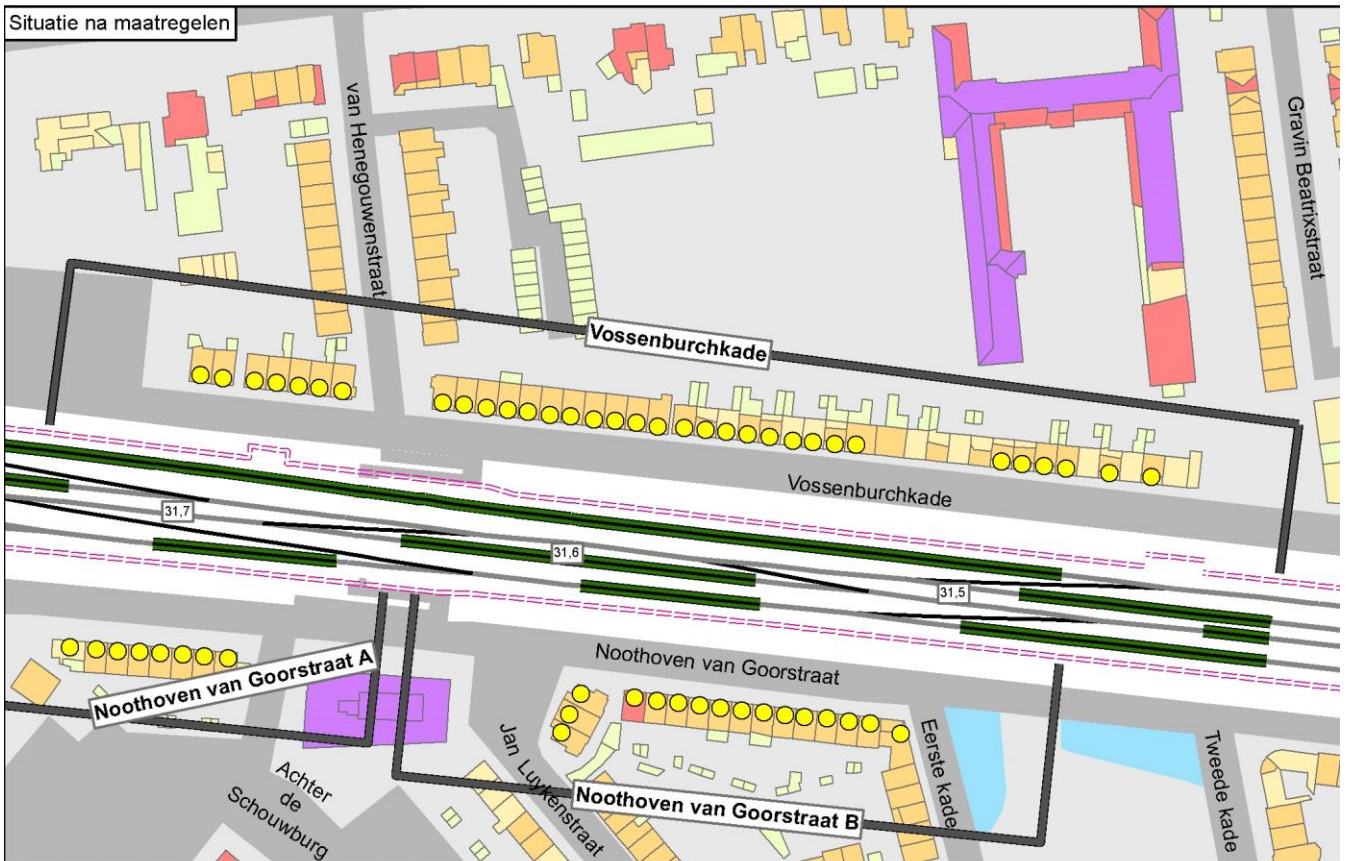 Situatie na maatregelen
van Henegouwenstraat
Gravin Beatrixstraat
Vossenburchkade
Vossenburchkade
31,7
31,6
31,5
Noothoven van Goorstraat
Noothoven van Goorstraat A
Achter
de
Schouwburg
Jan Luykenstraat
Noothoven van Goorstraat B
Eerste kade
Tweede kade